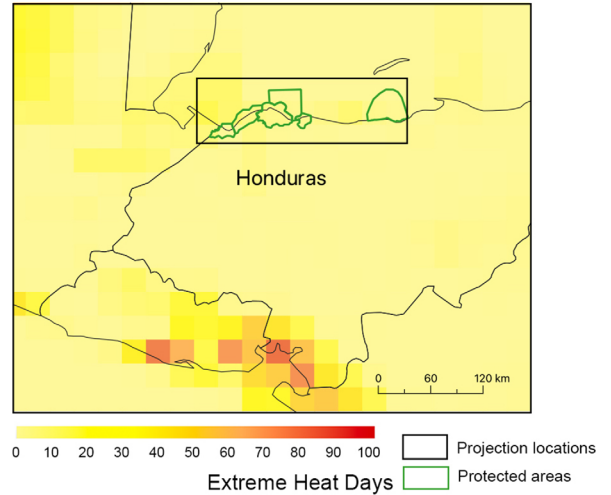 Honduras
0 60 120 km
0 10 20 30 40 50 60 70 80 90 100
Projection locations
Protected areas
Extreme Heat Days